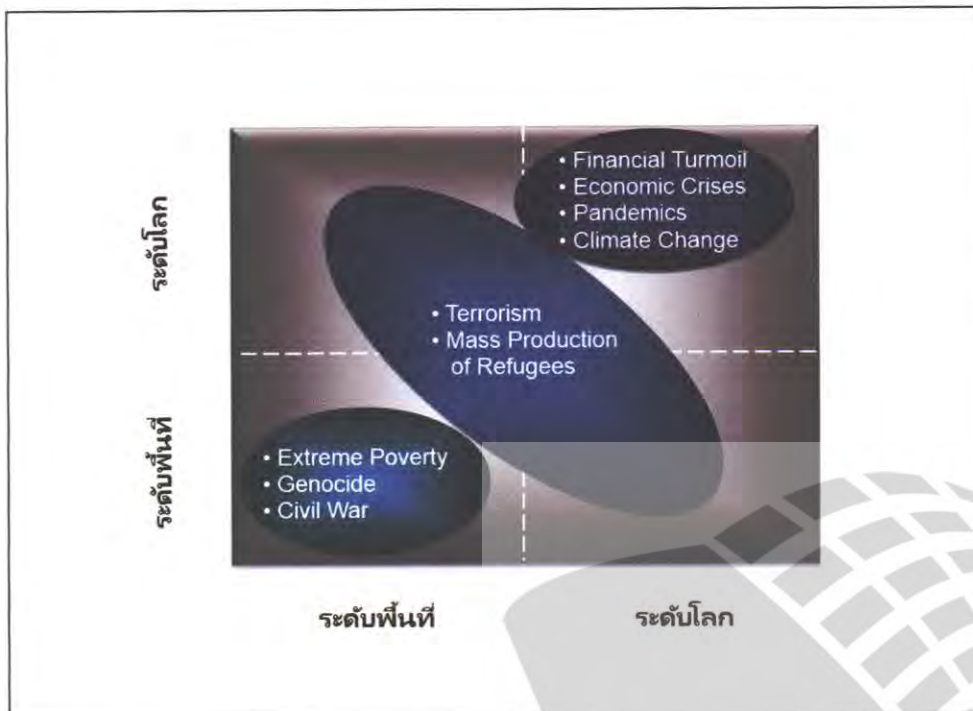 ระดับโลก
• Financial Turmoil
• Economic Crises
• Pandemics
• Climate Change
• Terrorism
• Mass Production
of Refugees
ระดับพื้นที่
• Extreme Poverty
• Genocide
• Civil War
ระดับพื้นที่
ระดับโลก